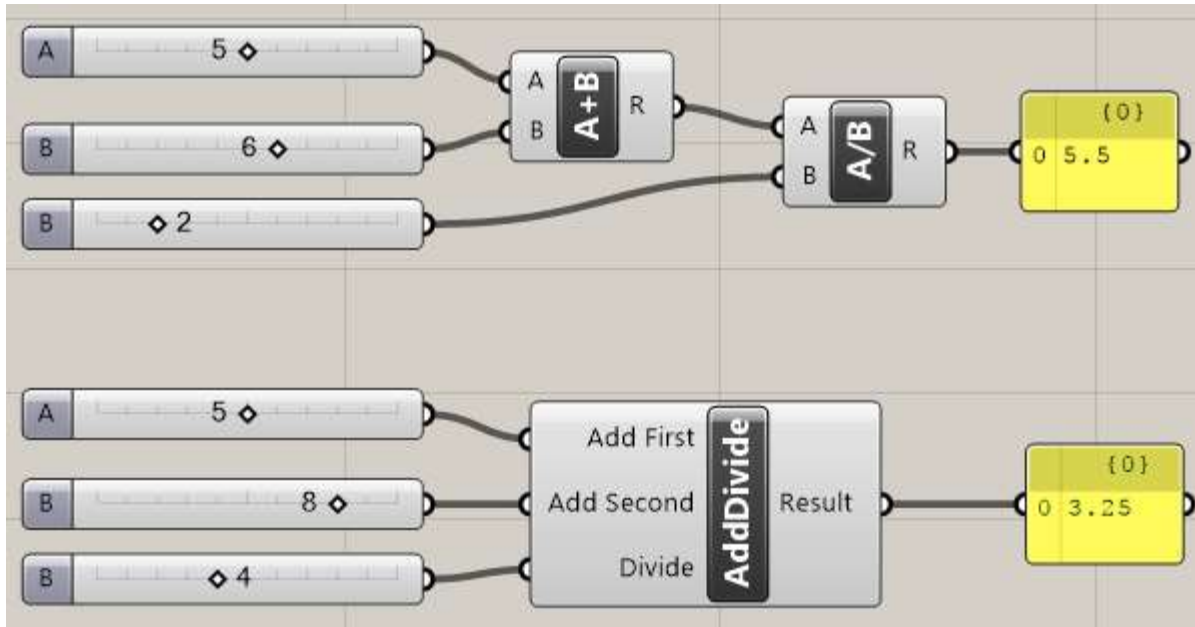 A 5
B 6
B 2
A
B
A+B
R
A
B
A/B
R
{0}
0 5.5
A 5
B 8
B 4
Add First
Add Second
Divide
AddDivide
Result
{0}
0 3.25